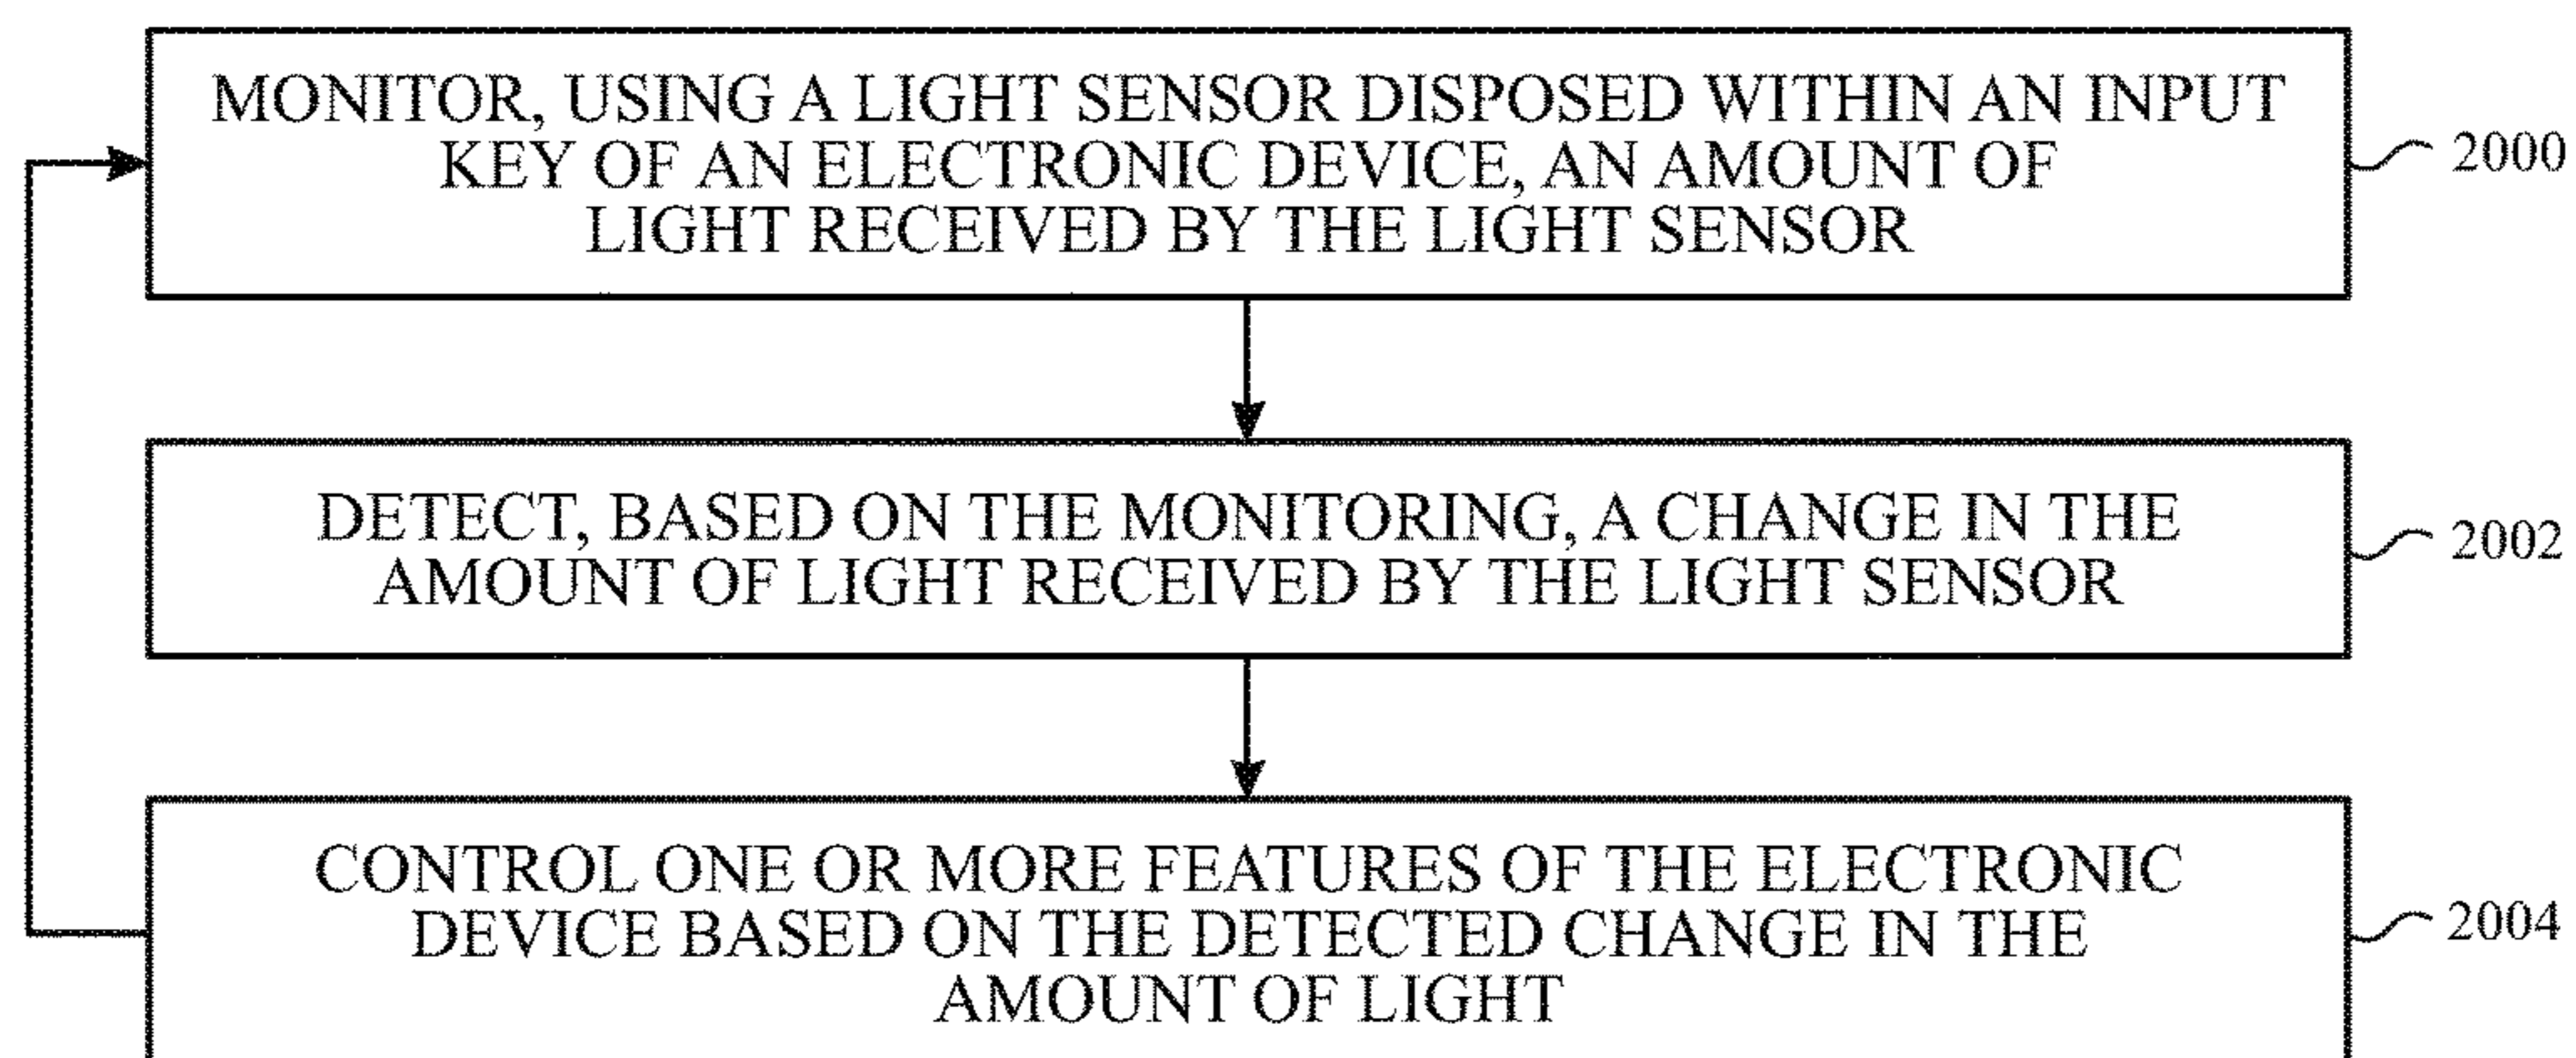 MONITOR, USING A LIGHT SENSOR DISPOSED WITHIN AN INPUT
KEY OF AN ELECTRONIC DEVICE, AN AMOUNT OF
LIGHT RECEIVED BY THE LIGHT SENSOR
2000
DETECT, BASED ON THE MONITORING, A CHANGE IN THE
AMOUNT OF LIGHT RECEIVED BY THE LIGHT SENSOR
2002
CONTROL ONE OR MORE FEATURES OF THE ELECTRONIC
DEVICE BASED ON THE DETECTED CHANGE IN THE
AMOUNT OF LIGHT
2004